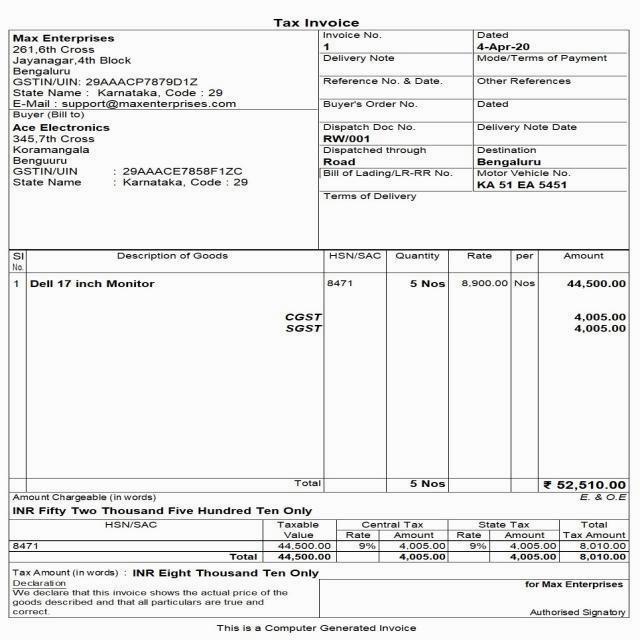 Tax Invoice
Max Enterprises
261,6th Cross
Jayanagar,4th Block
Bengaluru
GSTIN/UIN: 29AAACP7879D1Z
State Name : Karnataka, Code : 29
E-Mail : support@maxenterprises.com
Buyer (Bill to)
Ace Electronics
345,7th Cross
Koramangala
Benguuru
GSTIN/UIN : 29AAACE7858F1ZC
State Name : Karnataka, Code : 29
Invoice No. Dated
1 4-Apr-20
Delivery Note Mode/Terms of Payment
Reference No. & Date. Other References
Buyer's Order No. Dated
Dispatch Doc No. Delivery Note Date
RW/001
Dispatched through Destination
Road Bengaluru
Bill of Lading/LR-RR No. Motor Vehicle No.
KA 51 EA 5451
Terms of Delivery
Sl No. Description of Goods HSN/SAC Quantity Rate per Amount
1 Dell 17 inch Monitor 8471 5 Nos 8,900.00 Nos 44,500.00
CGST 4,005.00
SGST 4,005.00
Total 5 Nos ₹ 52,510.00
Amount Chargeable (in words) E. & O.E
INR Fifty Two Thousand Five Hundred Ten Only
HSN/SAC Taxable Central Tax State Tax Total
Value Rate Amount Rate Amount Tax Amount
8471 44,500.00 9% 4,005.00 9% 4,005.00 8,010.00
Total 44,500.00 4,005.00 4,005.00 8,010.00
Tax Amount (in words) : INR Eight Thousand Ten Only
Declaration
We declare that this invoice shows the actual price of the
goods described and that all particulars are true and
correct.
for Max Enterprises
Authorised Signatory
This is a Computer Generated Invoice